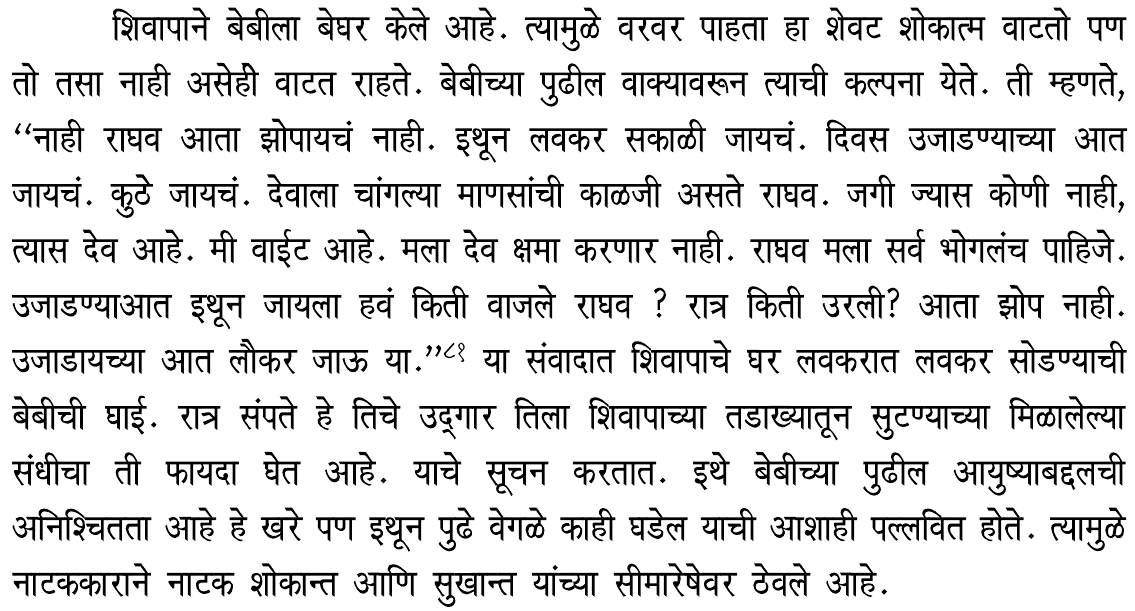 शिवापाने बेबीला बेघर केले आहे. त्यामुळे वरवर पाहता हा शेवट शोकात्म वाटतो पण
तो तसा नाही असेही वाटत राहते. बेबीच्या पुढील वाक्यावरून त्याची कल्पना येते. ती म्हणते,
“नाही राघव आता झोपायचं नाही. इथून लवकर सकाळी जायचं. दिवस उजाडण्याच्या आत
जायचं. कुठे जायचं. देवाला चांगल्या माणसांची काळजी असते राघव. जगी ज्यास कोणी नाही,
त्यास देव आहे. मी वाईट आहे. मला देव क्षमा करणार नाही. राघव मला सर्व भोगलंच पाहिजे.
उजाडण्याआत इथून जायला हवं किती वाजले राघव ? रात्र किती उरली? आता झोप नाही.
उजाडायच्या आत लौकर जाऊ या.”८१ या संवादात शिवापाचे घर लवकरात लवकर सोडण्याची
बेबीची घाई. रात्र संपते हे तिचे उद्‌गार तिला शिवापाच्या तडाख्यातून सुटण्याच्या मिळालेल्या
संधीचा ती फायदा घेत आहे. याचे सूचन करतात. इथे बेबीच्या पुढील आयुष्याबद्दलची
अनिश्चितता आहे हे खरे पण इथून पुढे वेगळे काही घडेल याची आशाही पल्लवित होते. त्यामुळे
नाटककाराने नाटक शोकान्त आणि सुखान्त यांच्या सीमारेषेवर ठेवले आहे.